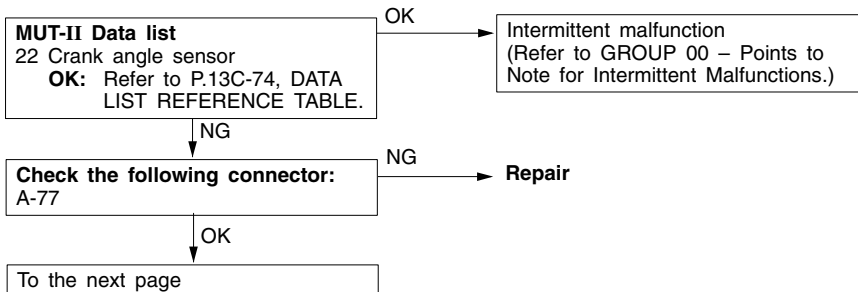 MUT-II Data list
22 Crank angle sensor
OK: Refer to P.13C-74, DATA
LIST REFERENCE TABLE.
OK
Intermittent malfunction
(Refer to GROUP 00 – Points to
Note for Intermittent Malfunctions.)
NG
Check the following connector:
A-77
NG
Repair
OK
To the next page